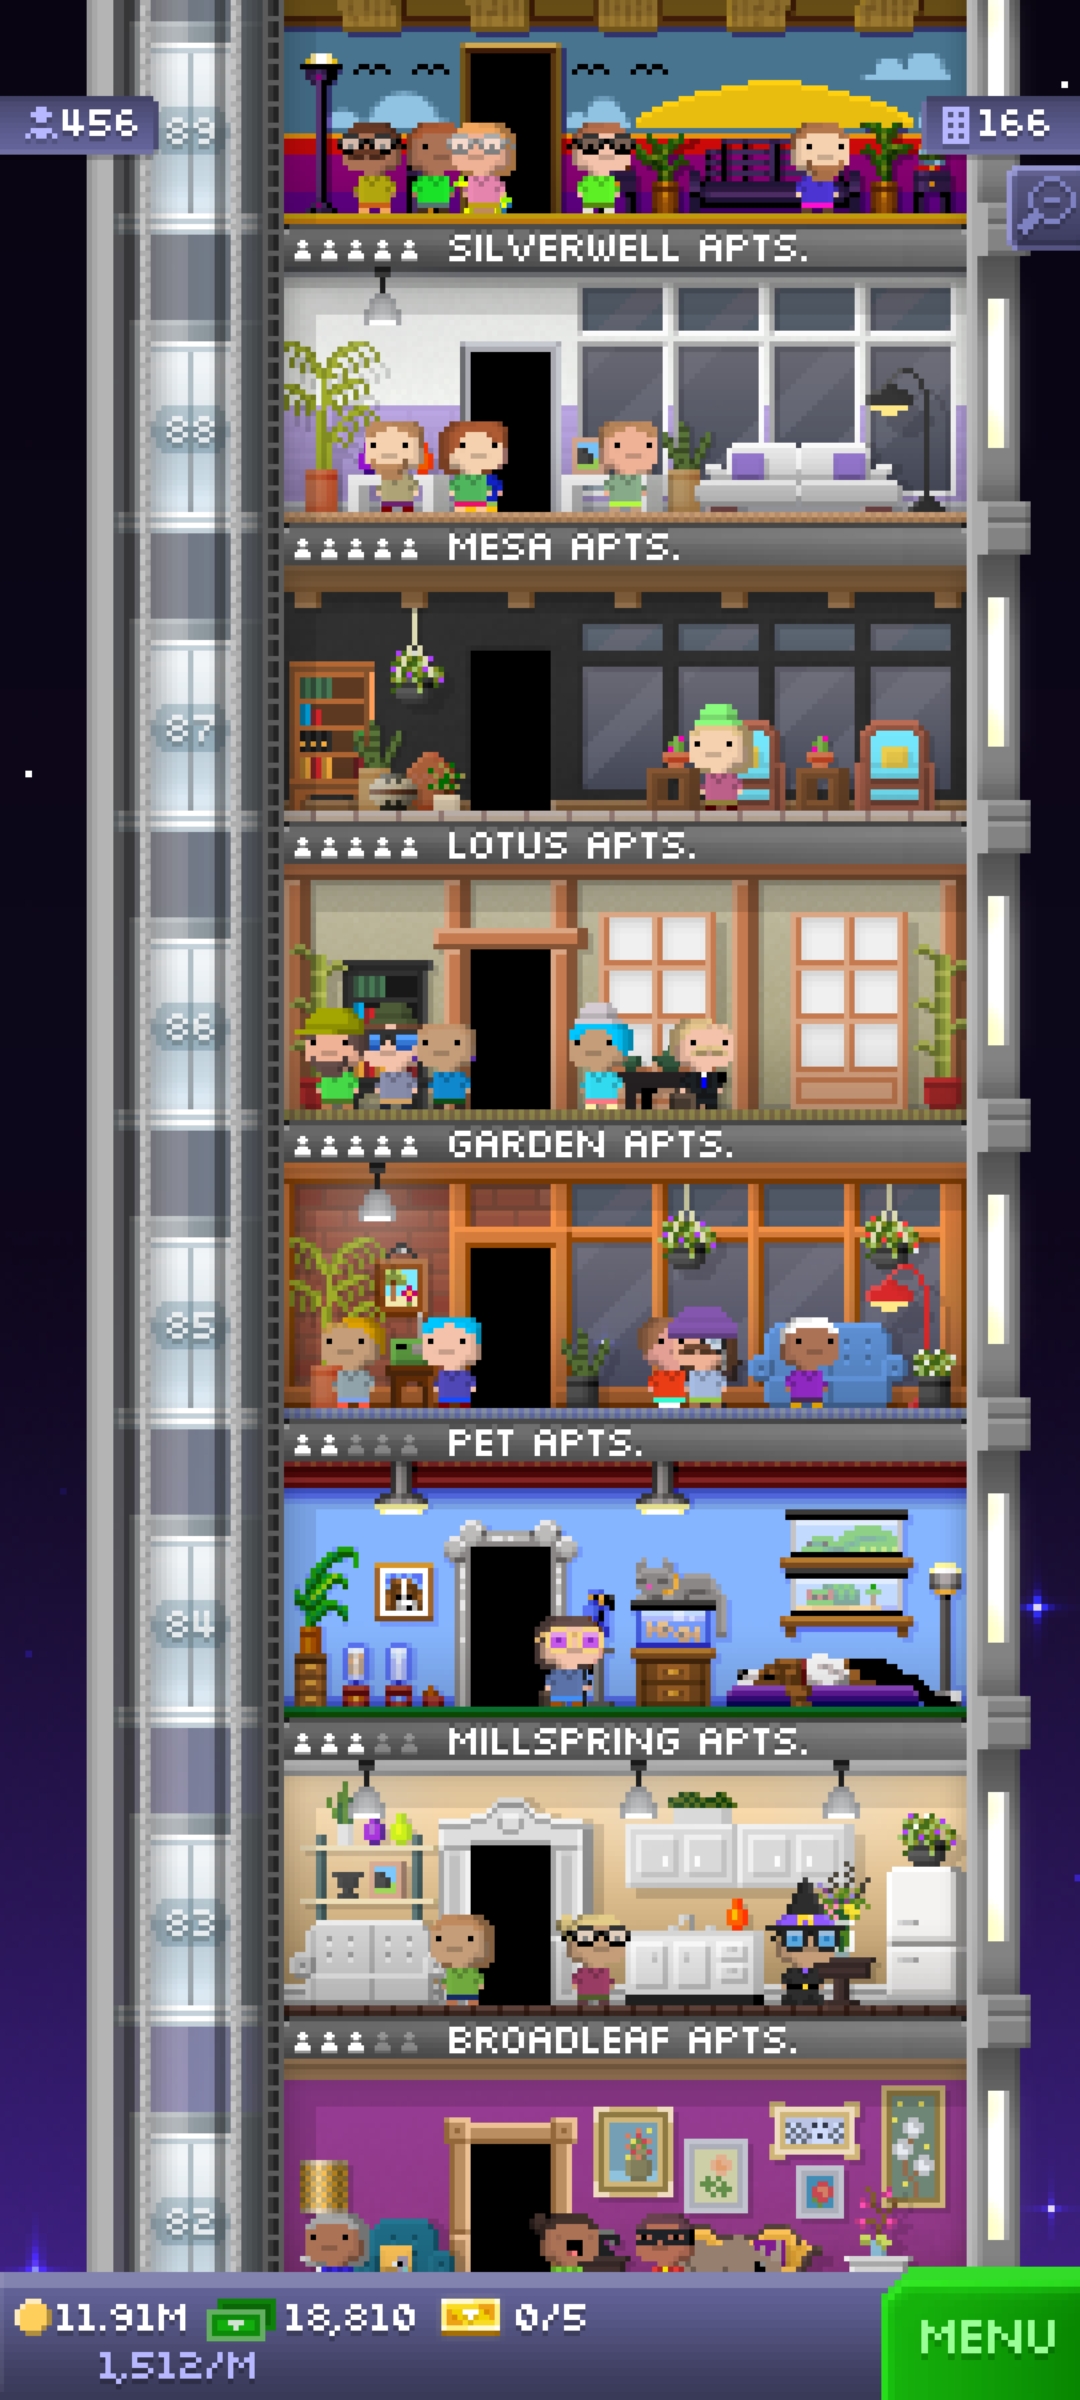 456
89
166
SILVERWELL APTS.
88
MESA APTS.
87
LOTUS APTS.
86
GARDEN APTS.
85
PET APTS.
84
MILLSPRING APTS.
83
BROADLEAF APTS.
82
11.91M 18,810 0/5
1,512/M
MENU